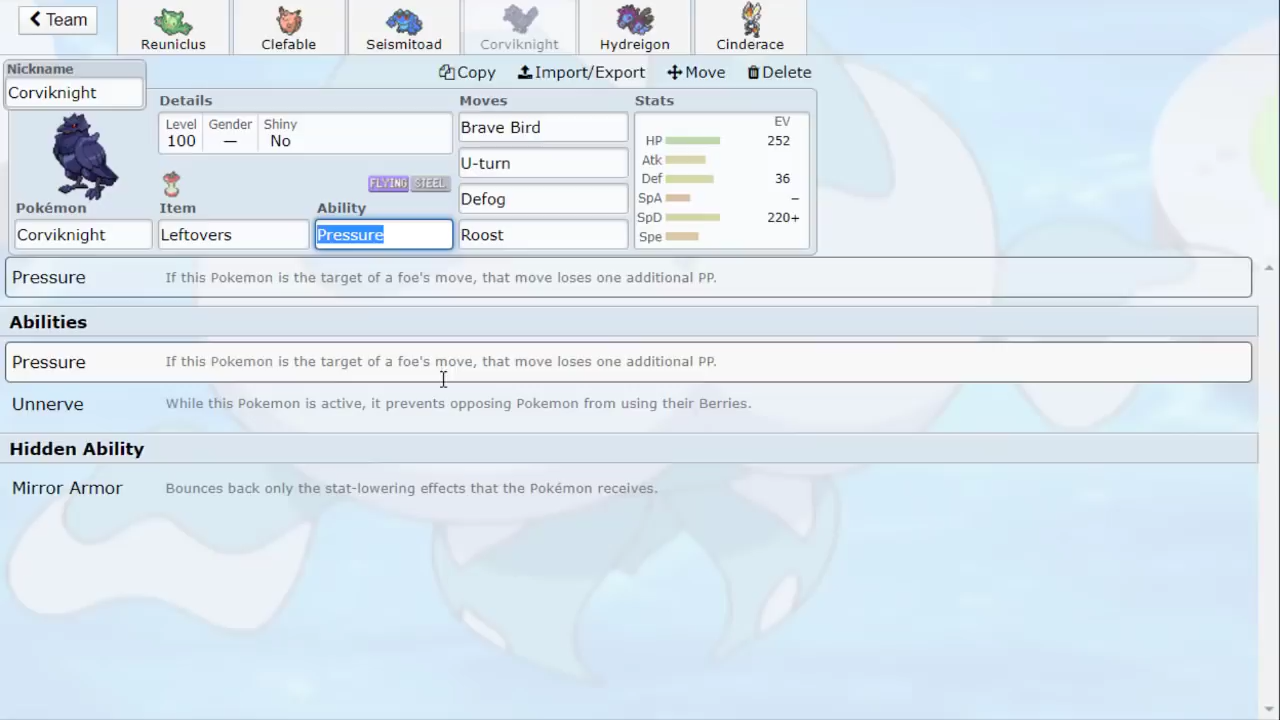 Team
Reuniclus
Clefable
Seismitoad
Corviknight
Hydreigon
Cinderace
Nickname
Corviknight
Copy
Import/Export
Move
Delete
Details
Level
100
Gender
—
Shiny
No
FLYING STEEL
Pokémon
Corviknight
Item
Leftovers
Ability
Pressure
Moves
Brave Bird
U-turn
Defog
Roost
Stats
EV
HP 252
Atk
Def 36
SpA –
SpD 220+
Spe
Pressure If this Pokemon is the target of a foe's move, that move loses one additional PP.
Abilities
Pressure If this Pokemon is the target of a foe's move, that move loses one additional PP.
Unnerve While this Pokemon is active, it prevents opposing Pokemon from using their Berries.
Hidden Ability
Mirror Armor Bounces back only the stat-lowering effects that the Pokémon receives.